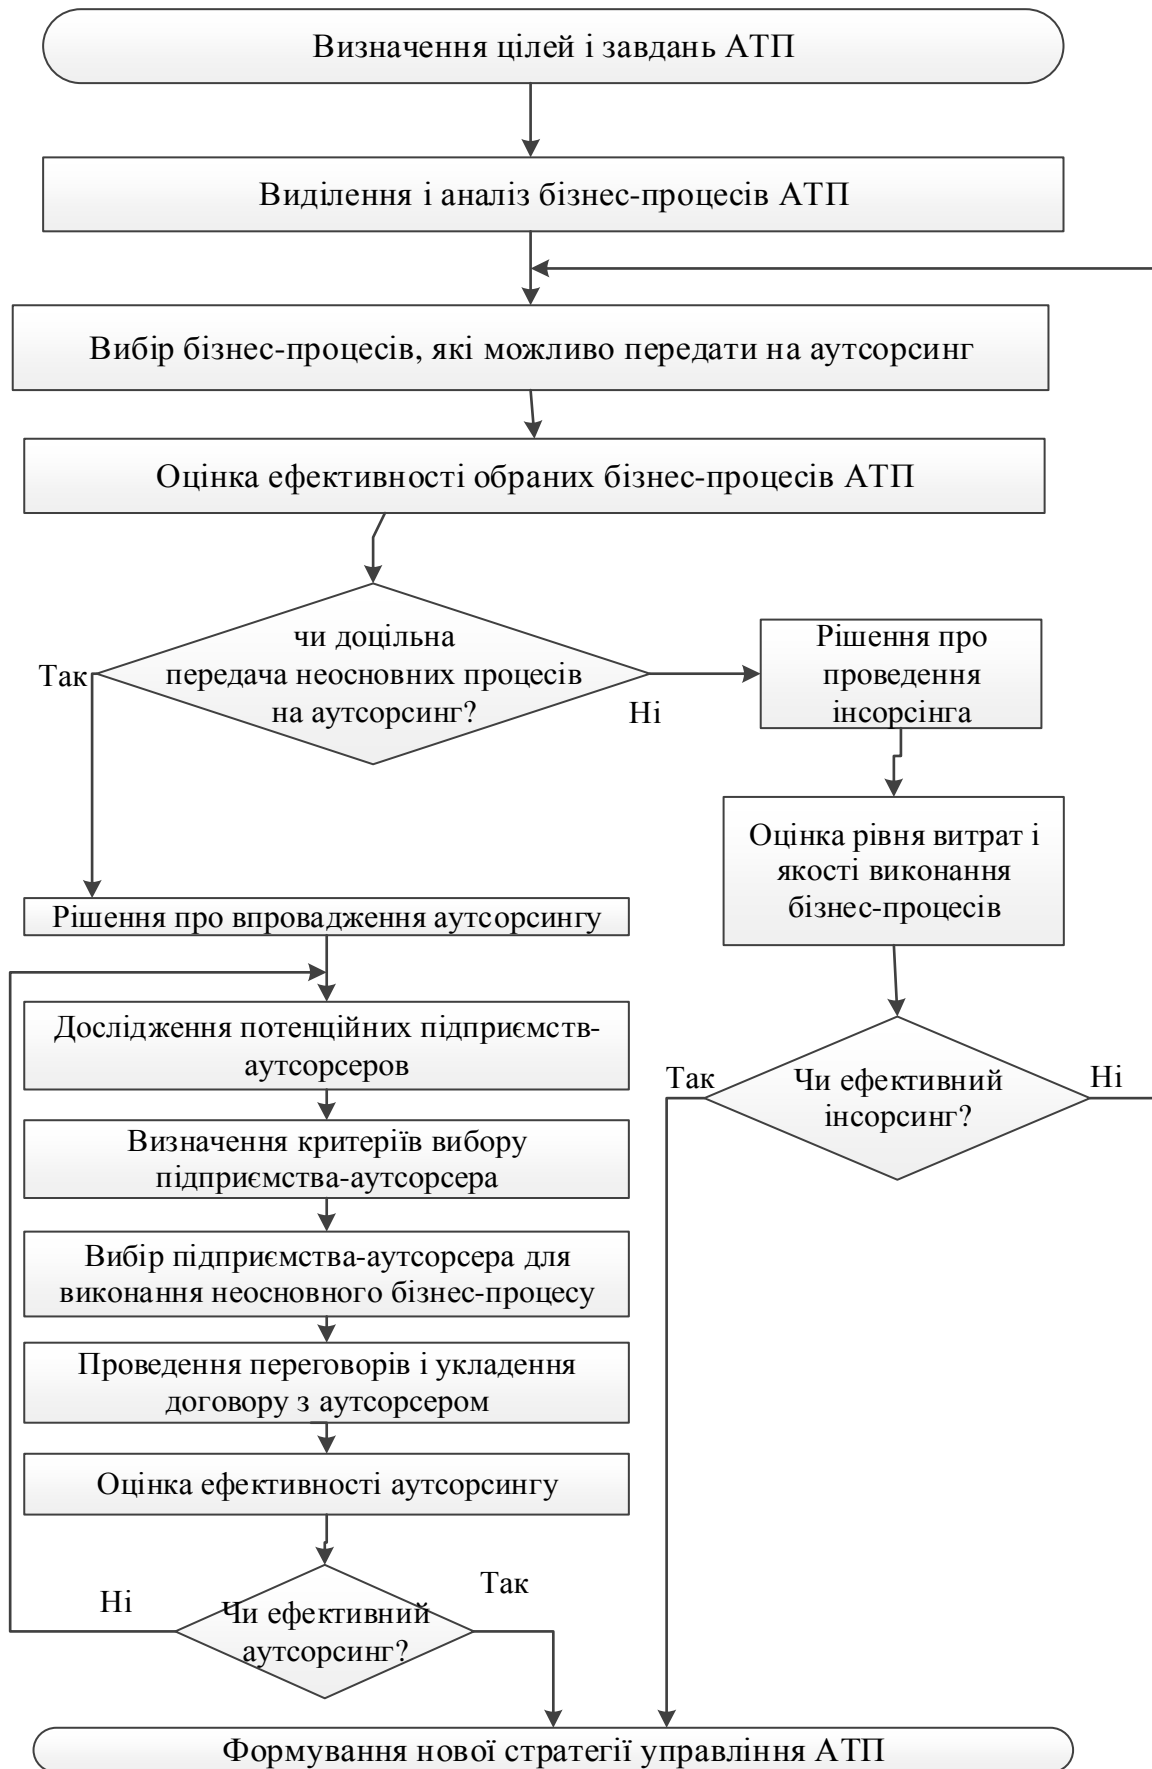 Визначення цілей і завдань АТП
Виділення і аналіз бізнес-процесів АТП
Вибір бізнес-процесів, які можливо передати на аутсорсинг
Оцінка ефективності обраних бізнес-процесів АТП
чи доцільна
передача неосновних процесів
на аутсорсинг?
Так
Ні
Рішення про
проведення
інсорсінга
Оцінка рівня витрат і
якості виконання
бізнес-процесів
Чи ефективний
інсорсинг?
Так
Ні
Рішення про впровадження аутсорсингу
Дослідження потенційних підприємств-
аутсорсеров
Визначення критеріїв вибору
підприємства-аутсорсера
Вибір підприємства-аутсорсера для
виконання неосновного бізнес-процесу
Проведення переговорів і укладення
договору з аутсорсером
Оцінка ефективності аутсорсингу
Чи ефективний
аутсорсинг?
Ні
Так
Формування нової стратегії управління АТП